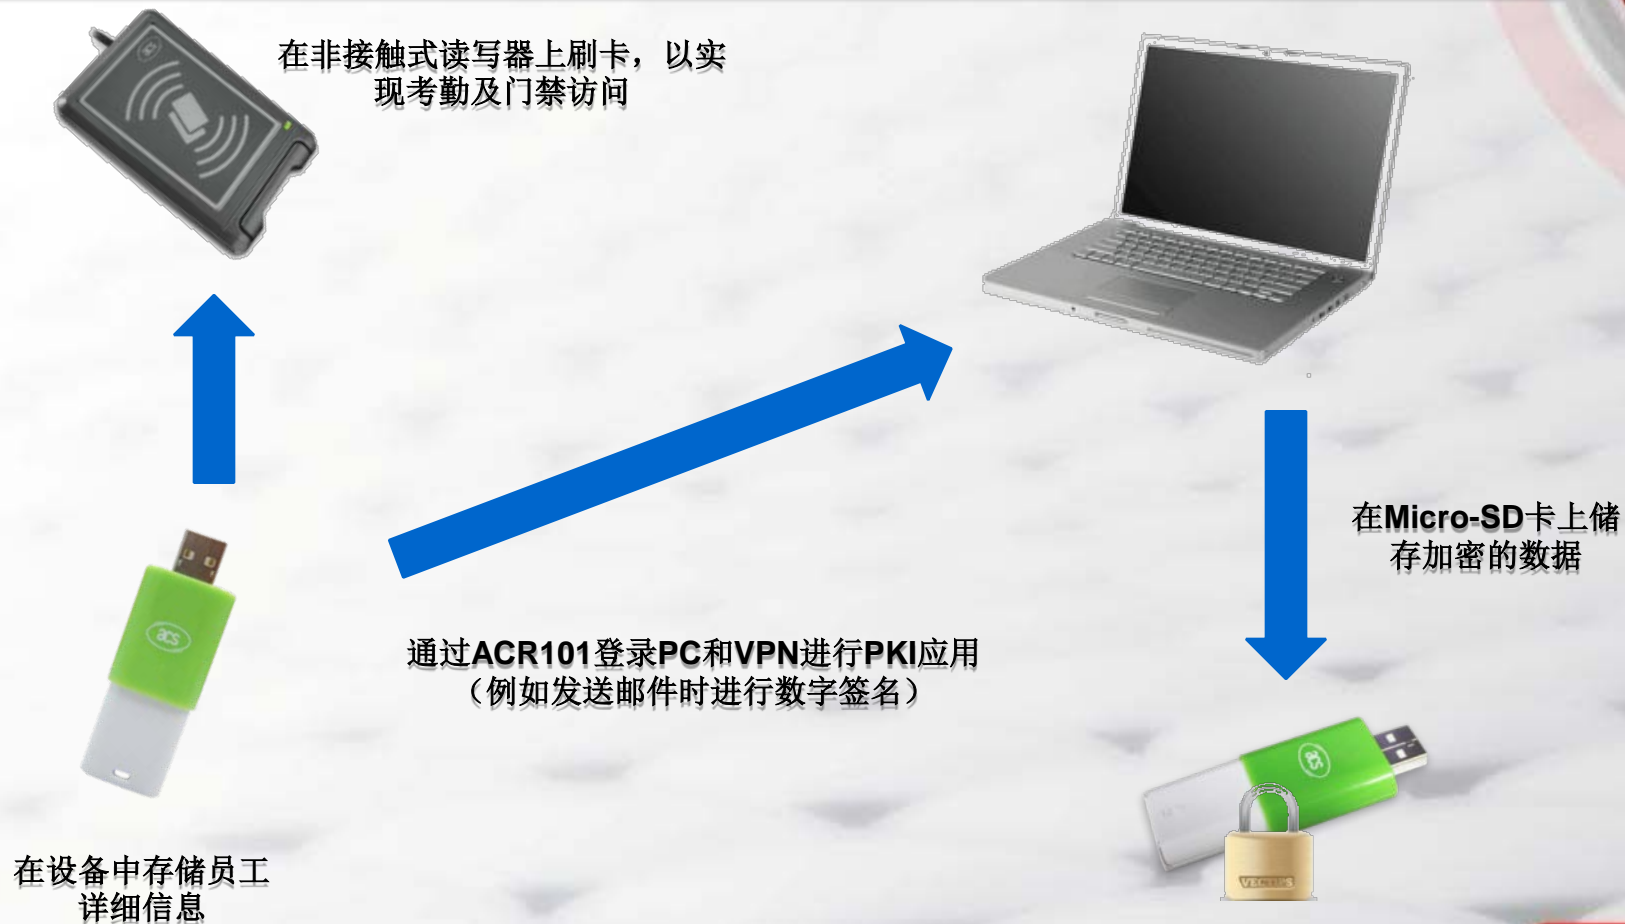 在非接触式读写器上刷卡，以实
现考勤及门禁访问
在Micro-SD卡上储
存加密的数据
通过ACR101登录PC和VPN进行PKI应用
（例如发送邮件时进行数字签名）
在设备中存储员工
详细信息
acs
acs
acs